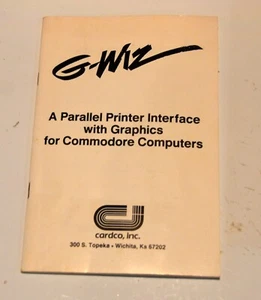 G-WIZ
A Parallel Printer Interface
with Graphics
for Commodore Computers
cardco, inc.
300 S. Topeka • Wichita, Ks 67202